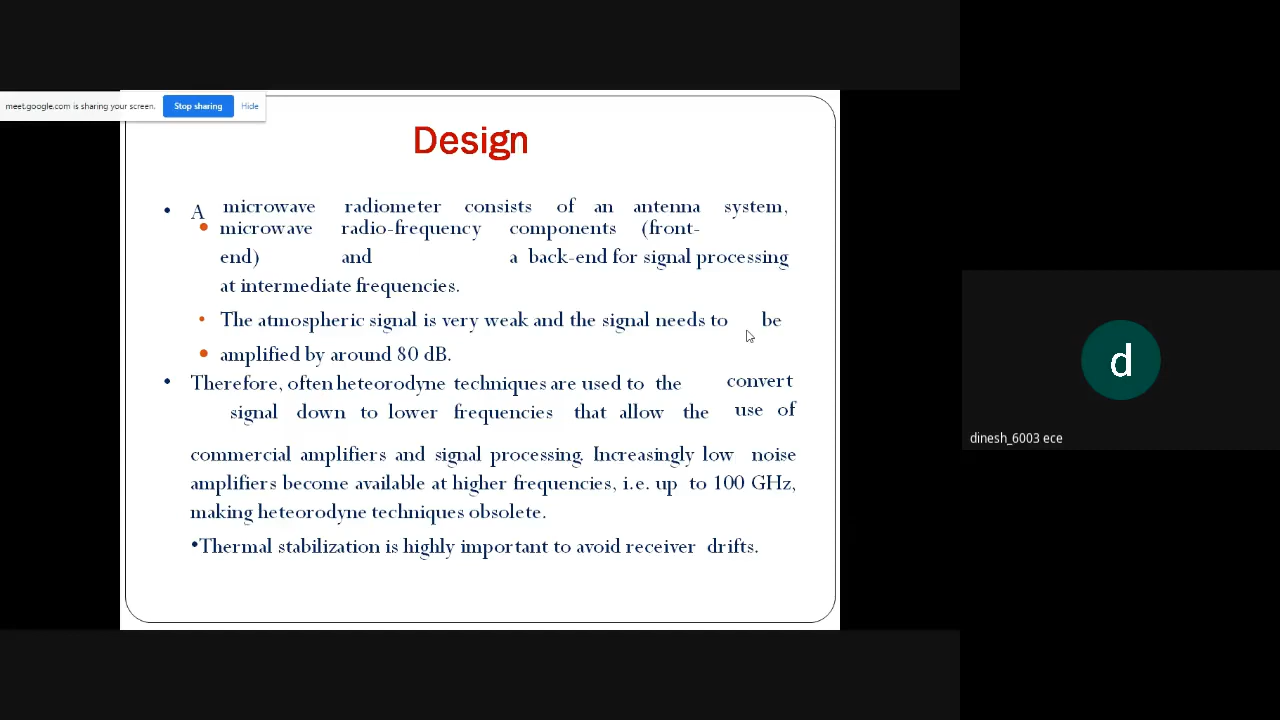 meet.google.com is sharing your screen. Stop sharing Hide
Design
• A microwave radiometer consists of an antenna system,
• microwave radio-frequency components (front-
end) and a back-end for signal processing
at intermediate frequencies.
• The atmospheric signal is very weak and the signal needs to be
• amplified by around 80 dB.
• Therefore, often heteorodyne techniques are used to the convert
signal down to lower frequencies that allow the use of
commercial amplifiers and signal processing. Increasingly low noise
amplifiers become available at higher frequencies, i.e. up to 100 GHz,
making heteorodyne techniques obsolete.
•Thermal stabilization is highly important to avoid receiver drifts.
d
dinesh_6003 ece